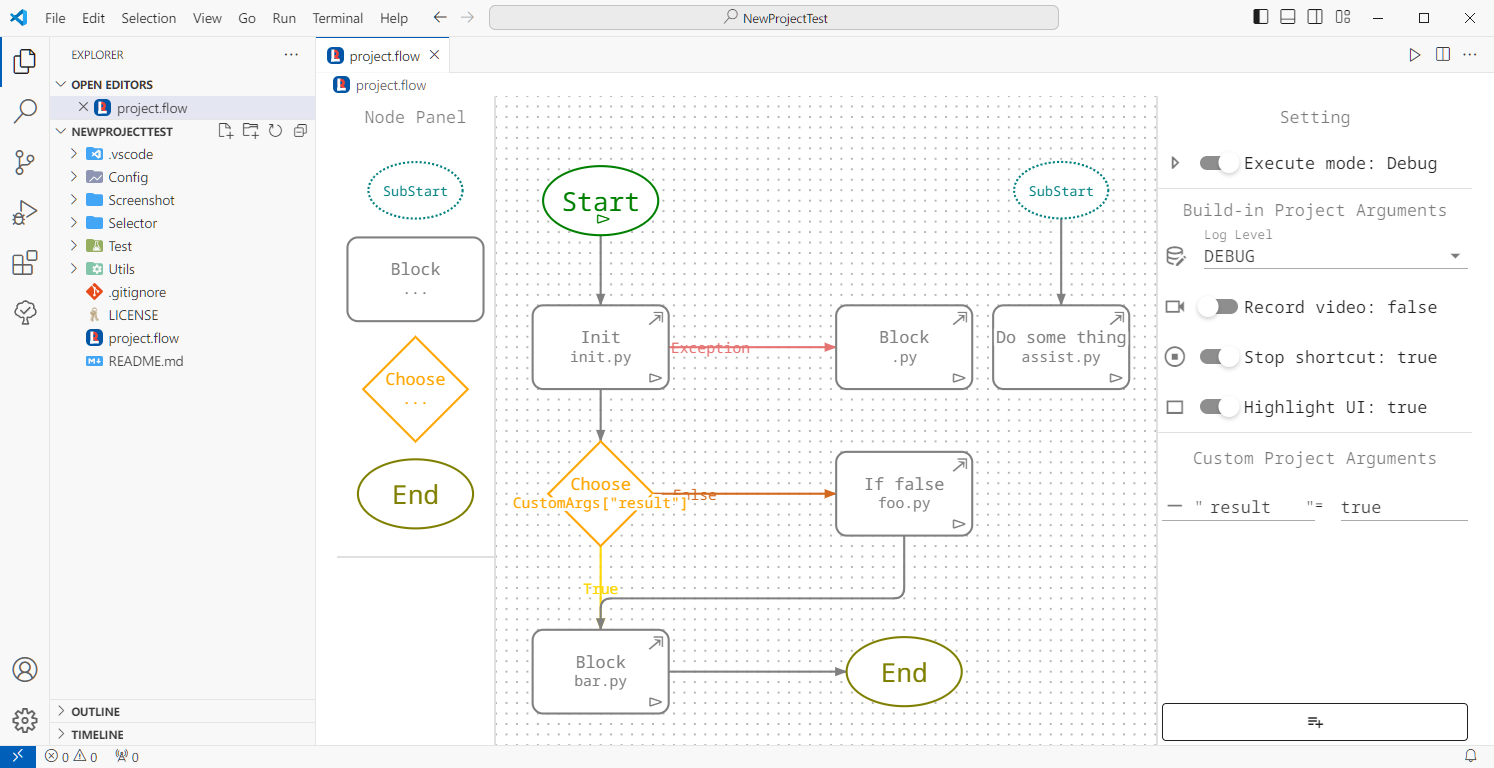 File Edit Selection View Go Run Terminal Help
NewProjectTest
EXPLORER
OPEN EDITORS
project.flow
NEWPROJECTTEST
.vscode
Config
Screenshot
Selector
Test
Utils
.gitignore
LICENSE
project.flow
README.md
OUTLINE
TIMELINE
project.flow
project.flow
Node Panel
SubStart
Block
...
Choose
...
End
Start
SubStart
Init
init.py
Exception
Block
.py
Do some thing
assist.py
Choose
CustomArgs["result"]
False
If false
foo.py
True
Block
bar.py
End
Setting
Execute mode: Debug
Build-in Project Arguments
Log Level
DEBUG
Record video: false
Stop shortcut: true
Highlight UI: true
Custom Project Arguments
" result "= true
0 0 0